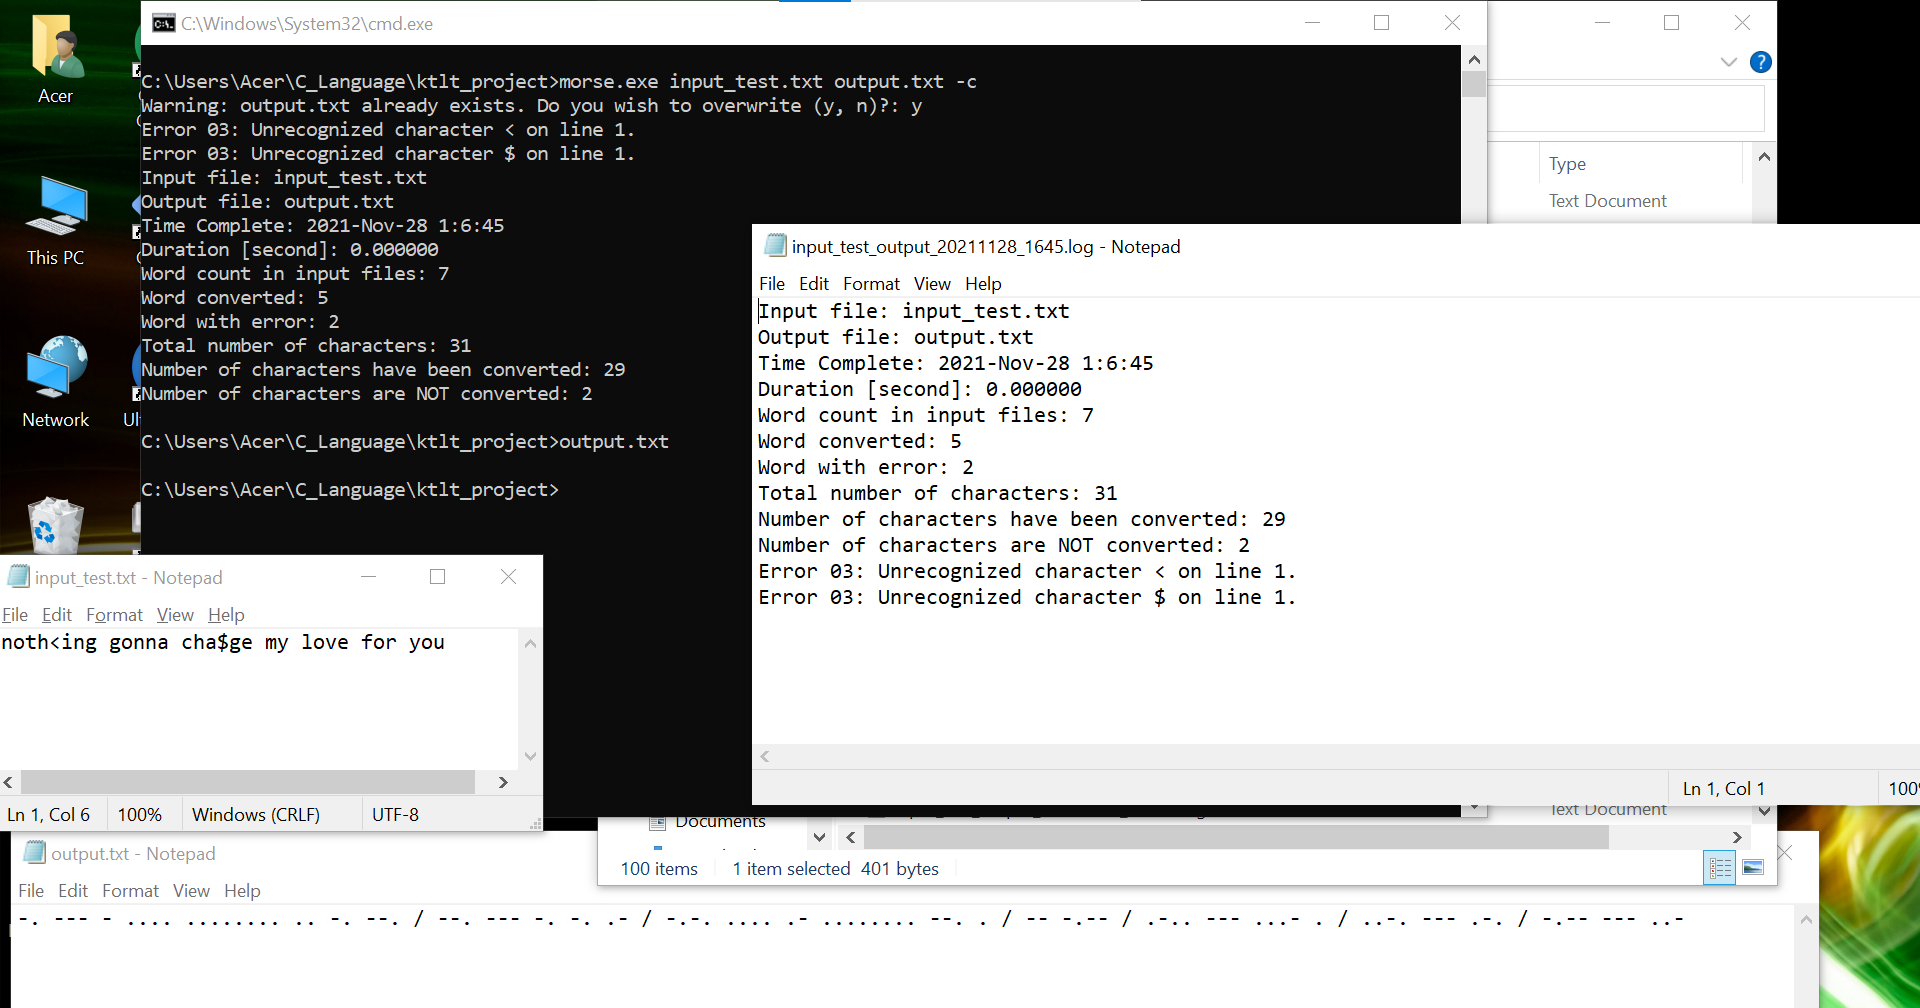 C:\Windows\System32\cmd.exe
C:\Users\Acer\C_Language\ktlt_project>morse.exe input_test.txt output.txt -c
Warning: output.txt already exists. Do you wish to overwrite (y, n)?: y
Error 03: Unrecognized character < on line 1.
Error 03: Unrecognized character $ on line 1.
Input file: input_test.txt
Output file: output.txt
Time Complete: 2021-Nov-28 1:6:45
Duration [second]: 0.000000
Word count in input files: 7
Word converted: 5
Word with error: 2
Total number of characters: 31
Number of characters have been converted: 29
Number of characters are NOT converted: 2
C:\Users\Acer\C_Language\ktlt_project>output.txt
C:\Users\Acer\C_Language\ktlt_project>
Acer
This PC
Network
Type
Text Document
input_test_output_20211128_1645.log - Notepad
File Edit Format View Help
Input file: input_test.txt
Output file: output.txt
Time Complete: 2021-Nov-28 1:6:45
Duration [second]: 0.000000
Word count in input files: 7
Word converted: 5
Word with error: 2
Total number of characters: 31
Number of characters have been converted: 29
Number of characters are NOT converted: 2
Error 03: Unrecognized character < on line 1.
Error 03: Unrecognized character $ on line 1.
Ln 1, Col 1 100%
input_test.txt - Notepad
File Edit Format View Help
noth<ing gonna cha$ge my love for you
Ln 1, Col 6 100% Windows (CRLF) UTF-8
Documents
Text Document
100 items 1 item selected 401 bytes
output.txt - Notepad
File Edit Format View Help
-. --- - .... ........ .. -. --. / --. --- -. -. .- / -.-. .... .- ........ --. . / -- -.-- / .-.. --- ...- . / ..-. --- .-. / -.-- --- ..-